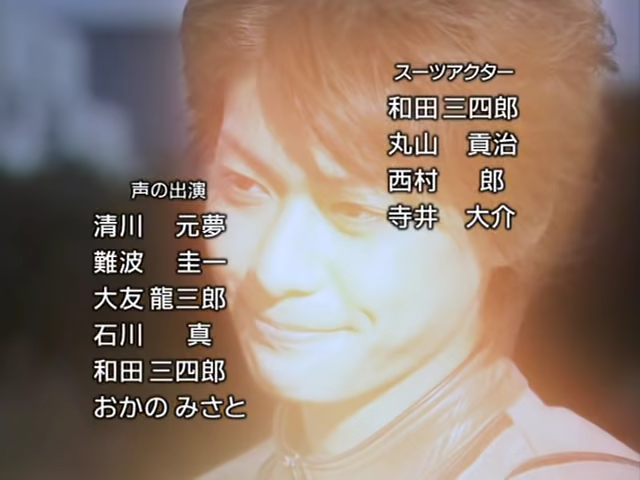 スーツアクター
和田 三四郎
丸山 貢治
西村 郎
寺井 大介
声の出演
清川 元夢
難波 圭一
大友 龍三郎
石川 真
和田 三四郎
おかの みさと